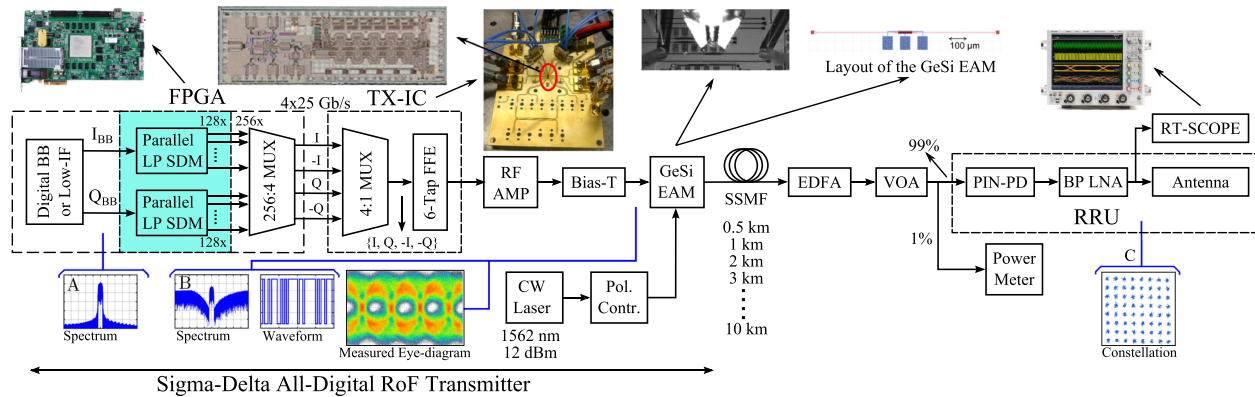 FPGA
4x25 Gb/s
TX-IC
100 μm
Layout of the GeSi EAM
Digital BB
or Low-IF
I_BB
Q_BB
Parallel
LP SDM
Parallel
LP SDM
128x
256x
128x
256:4 MUX
I
-I
Q
-Q
4:1 MUX
6-Tap FFE
{I, Q, -I, -Q}
RF
AMP
Bias-T
GeSi
EAM
SSMF
0.5 km
1 km
2 km
3 km
10 km
EDFA
VOA
99%
1%
PIN-PD
BP LNA
RT-SCOPE
Antenna
RRU
Power
Meter
CW
Laser
Pol.
Contr.
1562 nm
12 dBm
A
Spectrum
B
Spectrum
Waveform
Measured Eye-diagram
C
Constellation
Sigma-Delta All-Digital RoF Transmitter